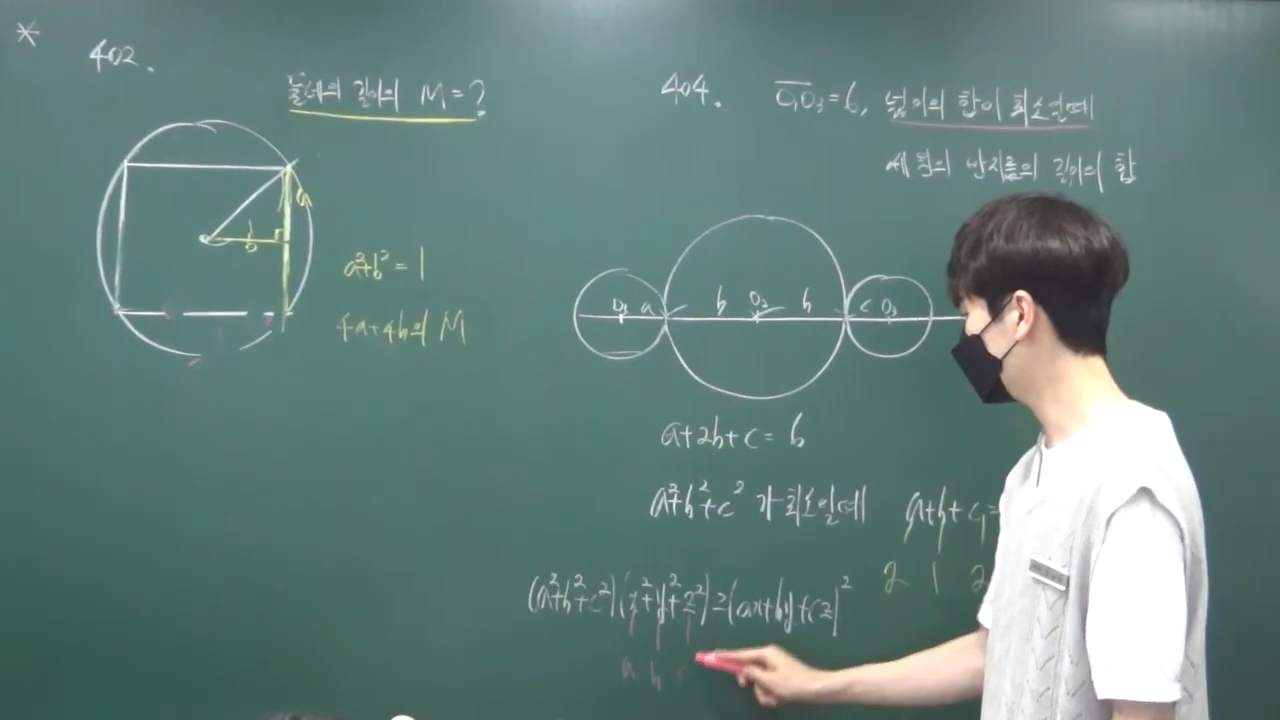 *
402.
둘레의 길이의 M=?
a
b
a²+b²=1
4a+4b의 M
404.
O₁O₃=6, 넓이의 합이 최소일때
세 원의 반지름의 길이의 합
O₁ a b O₂ b c O₃
a+2b+c=6
a²+b²+c²가 최소일때 a+b+c=
2 1 2
(a²+b²+c²)(x²+y²+z²)≥(ax+by+cz)²
a b c